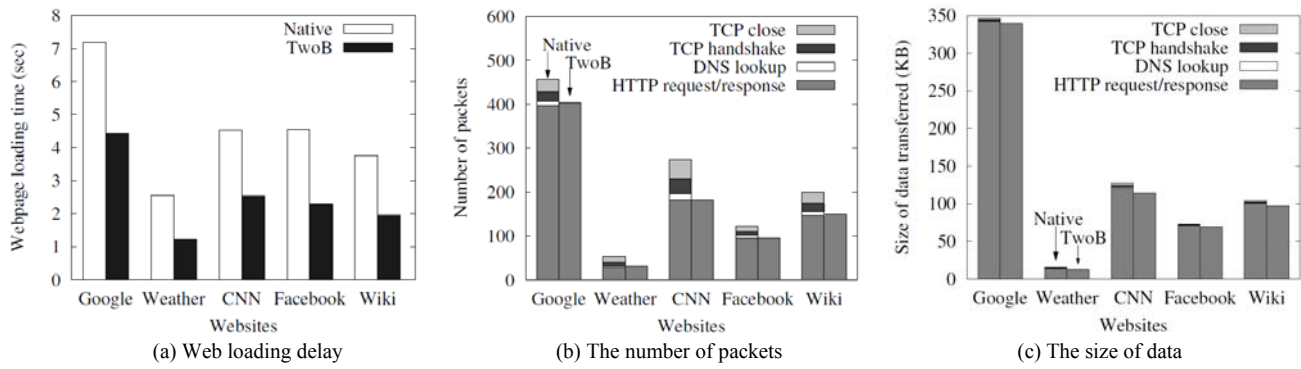 8
7
6
5
4
3
2
1
0
Webpage loading time (sec)
Native
TwoB
Google Weather CNN Facebook Wiki
Websites
(a) Web loading delay
600
500
400
300
200
100
0
Number of packets
TCP close
TCP handshake
DNS lookup
HTTP request/response
Native
TwoB
Google Weather CNN Facebook Wiki
Websites
(b) The number of packets
350
300
250
200
150
100
50
0
Size of data transferred (KB)
TCP close
TCP handshake
DNS lookup
HTTP request/response
Native
TwoB
Google Weather CNN Facebook Wiki
Websites
(c) The size of data